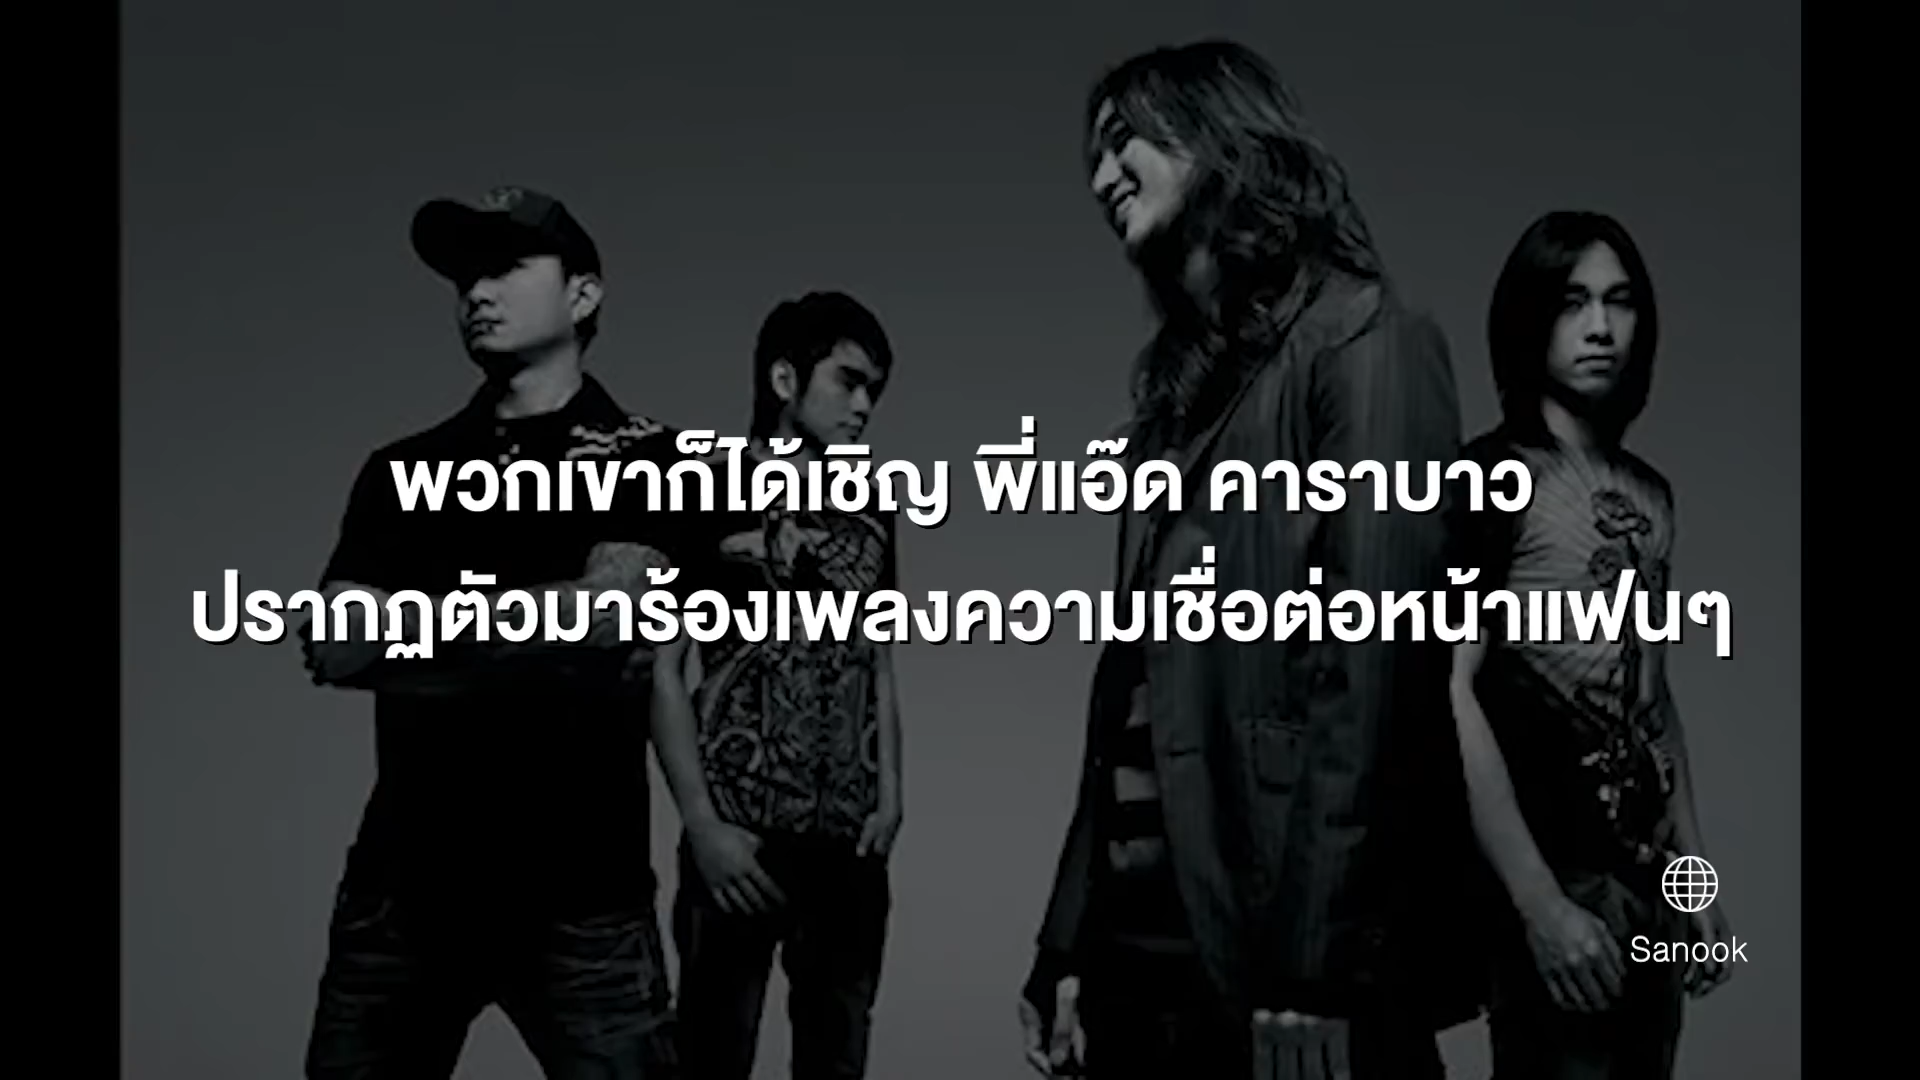 พวกเขาก็ได้เชิญ พี่แอ๊ด คาราบาว
ปรากฏตัวมาร้องเพลงความเชื่อต่อหน้าแฟนๆ
Sanook